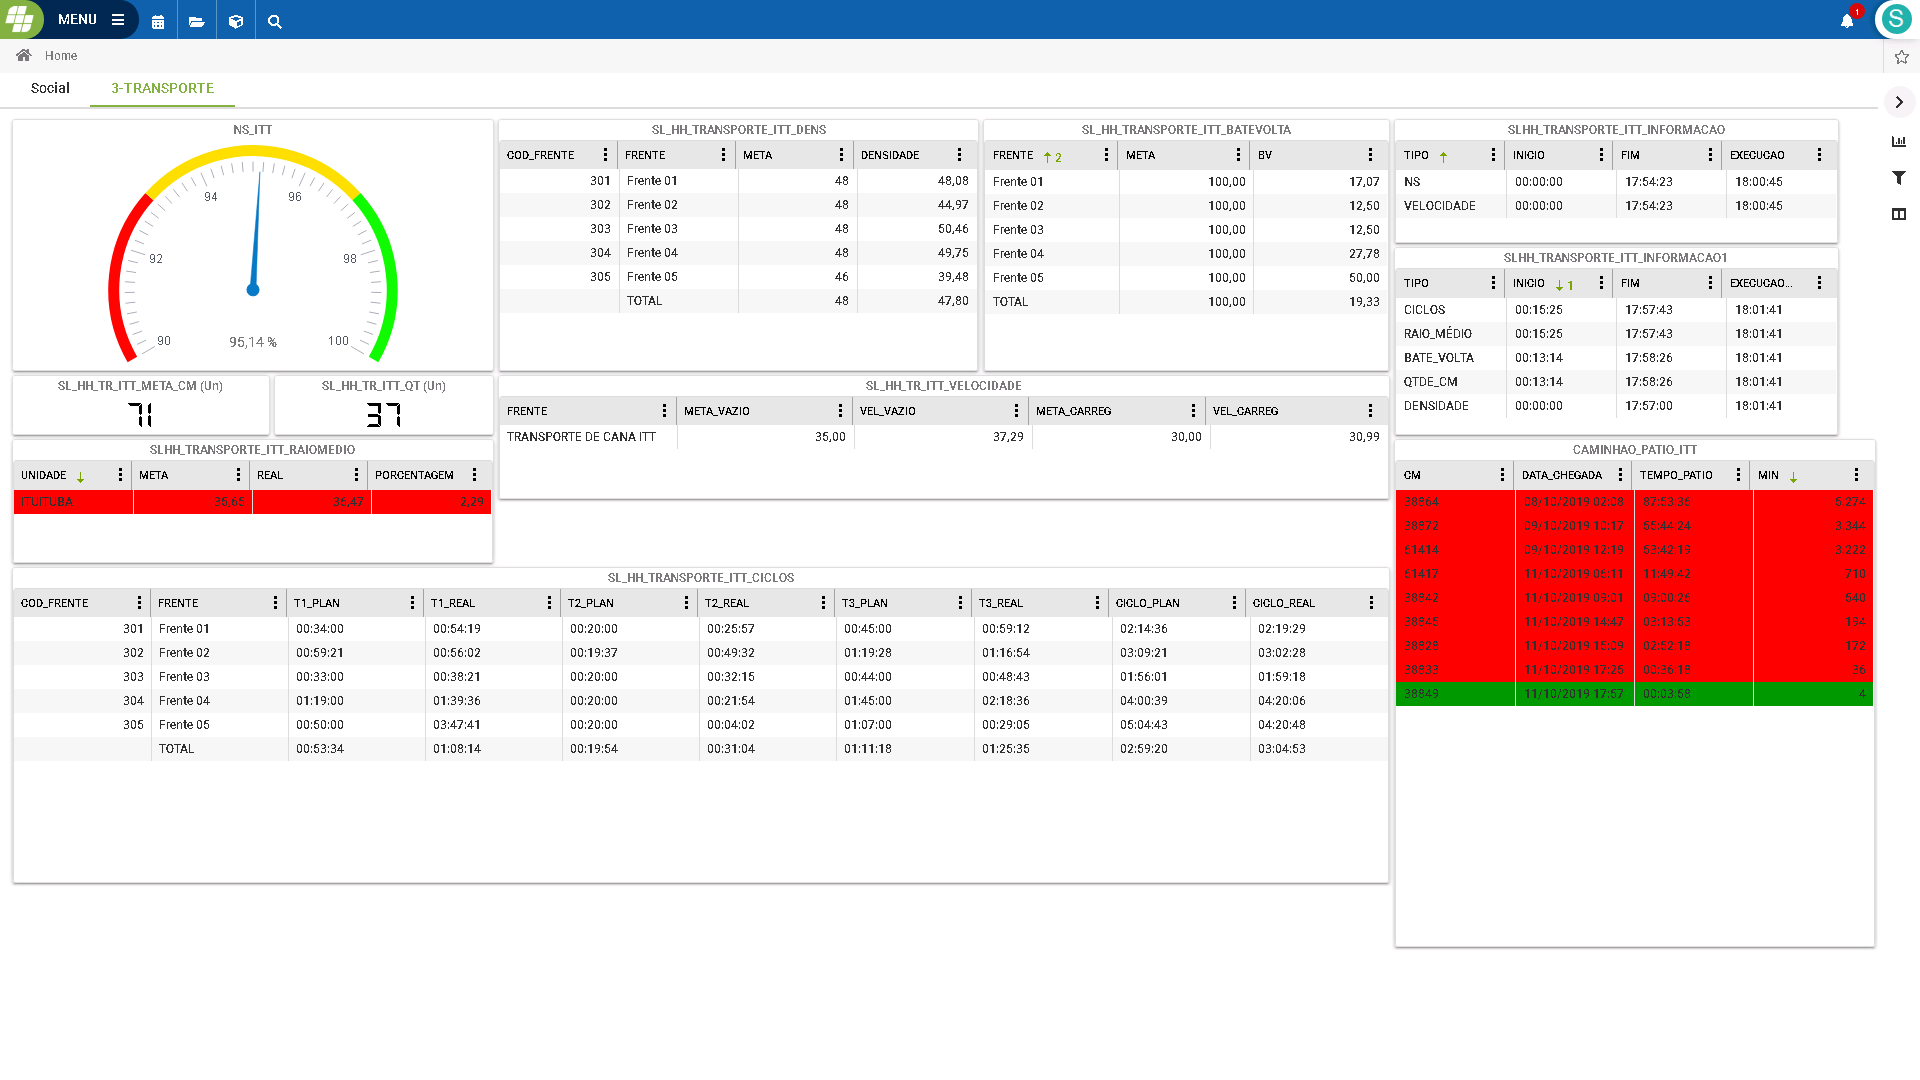 MENU
1
S
Home
Social 3-TRANSPORTE
NS_ITT
94 96
92 98
90 95,14 % 100
SL_HH_TRANSPORTE_ITT_DENS
COD_FRENTE FRENTE META DENSIDADE
301 Frente 01 48 48,08
302 Frente 02 48 44,97
303 Frente 03 48 50,46
304 Frente 04 48 49,75
305 Frente 05 46 39,48
TOTAL 48 47,80
SL_HH_TRANSPORTE_ITT_BATEVOLTA
FRENTE 2 META BV
Frente 01 100,00 17,07
Frente 02 100,00 12,50
Frente 03 100,00 12,50
Frente 04 100,00 27,78
Frente 05 100,00 50,00
TOTAL 100,00 19,33
SLHH_TRANSPORTE_ITT_INFORMACAO
TIPO INICIO FIM EXECUCAO
NS 00:00:00 17:54:23 18:00:45
VELOCIDADE 00:00:00 17:54:23 18:00:45
SLHH_TRANSPORTE_ITT_INFORMACAO1
TIPO INICIO 1 FIM EXECUCAO...
CICLOS 00:15:25 17:57:43 18:01:41
RAIO_MÉDIO 00:15:25 17:57:43 18:01:41
BATE_VOLTA 00:13:14 17:58:26 18:01:41
QTDE_CM 00:13:14 17:58:26 18:01:41
DENSIDADE 00:00:00 17:57:00 18:01:41
SL_HH_TR_ITT_META_CM (Un)
71
SL_HH_TR_ITT_QT (Un)
37
SL_HH_TR_ITT_VELOCIDADE
FRENTE META_VAZIO VEL_VAZIO META_CARREG VEL_CARREG
TRANSPORTE DE CANA ITT 35,00 37,29 30,00 30,99
SLHH_TRANSPORTE_ITT_RAIOMEDIO
UNIDADE META REAL PORCENTAGEM
ITUIUTABA 2,29
CAMINHAO_PATIO_ITT
CM DATA_CHEGADA TEMPO_PATIO MIN
38864 08/10/2019 02:08 87:53:36 5.274
38872 09/10/2019 10:17 55:44:24 3.344
61414 09/10/2019 12:19 53:42:19 3.222
61417 11/10/2019 06:11 11:49:42 710
38842 11/10/2019 09:01 09:00:26 540
38845 11/10/2019 14:47 03:13:53 194
38828 11/10/2019 15:09 02:52:18 172
38833 11/10/2019 17:25 00:36:18 36
38849 11/10/2019 17:57 00:03:58 4
SL_HH_TRANSPORTE_ITT_CICLOS
COD_FRENTE FRENTE T1_PLAN T1_REAL T2_PLAN T2_REAL T3_PLAN T3_REAL CICLO_PLAN CICLO_REAL
301 Frente 01 00:34:00 00:54:19 00:20:00 00:25:57 00:45:00 00:59:12 02:14:36 02:19:29
302 Frente 02 00:59:21 00:56:02 00:19:37 00:49:32 01:19:28 01:16:54 03:09:21 03:02:28
303 Frente 03 00:33:00 00:38:21 00:20:00 00:32:15 00:44:00 00:48:43 01:56:01 01:59:18
304 Frente 04 01:19:00 01:39:36 00:20:00 00:21:54 01:45:00 02:18:36 04:00:39 04:20:06
305 Frente 05 00:50:00 03:47:41 00:20:00 00:04:02 01:07:00 00:29:05 05:04:43 04:20:48
TOTAL 00:53:34 01:08:14 00:19:54 00:31:04 01:11:18 01:25:35 02:59:20 03:04:53